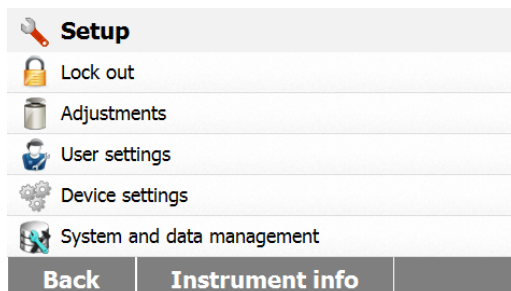 Setup
Lock out
Adjustments
User settings
Device settings
System and data management
Back Instrument info